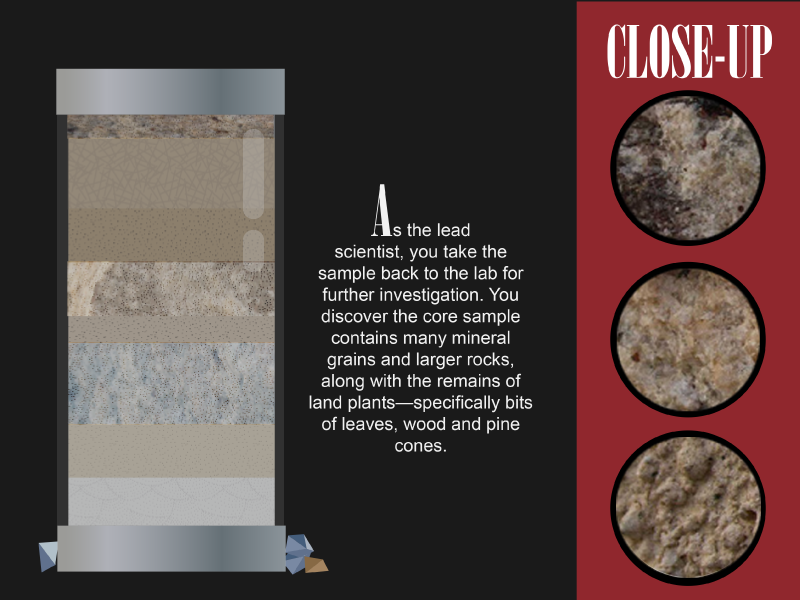 CLOSE-UP
As the lead
scientist, you take the
sample back to the lab for
further investigation. You
discover the core sample
contains many mineral
grains and larger rocks,
along with the remains of
land plants—specifically bits
of leaves, wood and pine
cones.